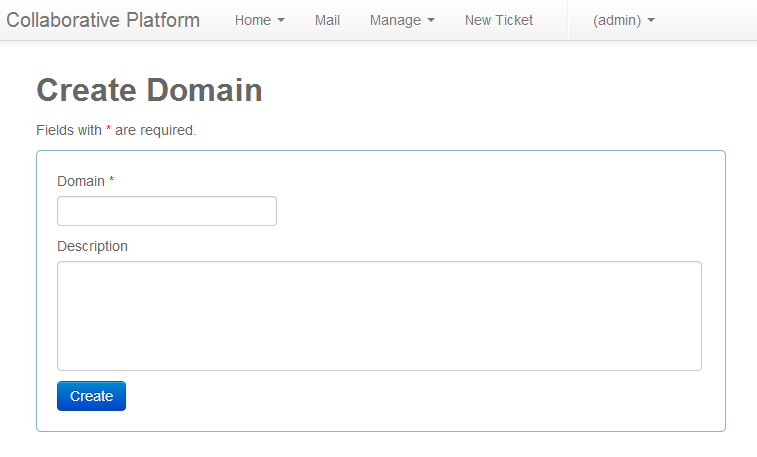 Collaborative Platform Home Mail Manage New Ticket (admin)
Create Domain
Fields with * are required.
Domain *
Description
Create